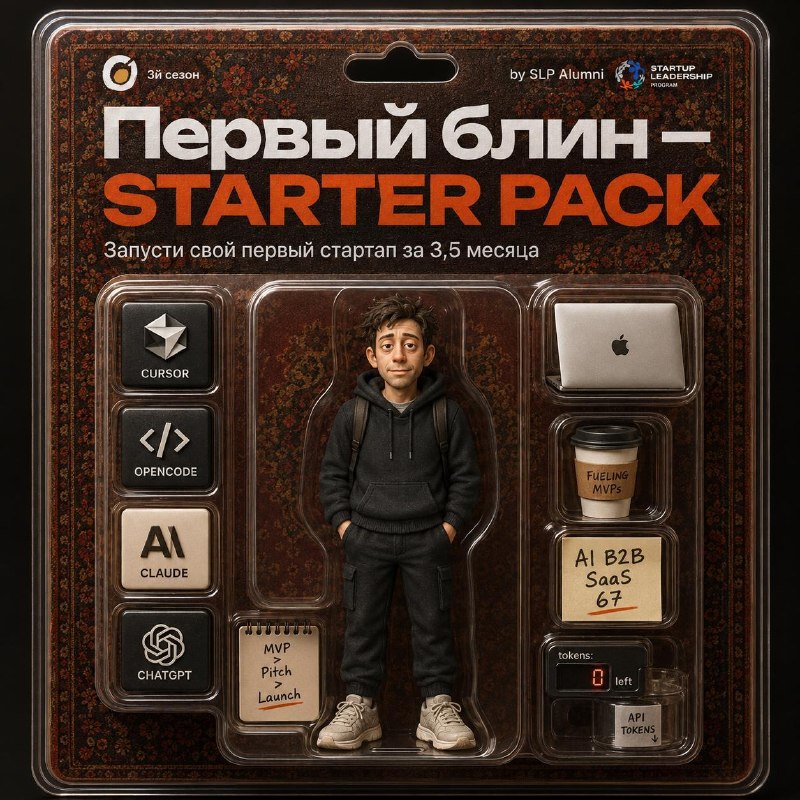 3й сезон
by SLP Alumni
STARTUP
LEADERSHIP
PROGRAM
Первый блин —
STARTER PACK
Запусти свой первый стартап за 3,5 месяца
CURSOR
OPENCODE
AI
CLAUDE
CHATGPT
MVP
>
Pitch
>
Launch
FUELING
MVPs
AI B2B
SaaS
67
tokens:
0 left
API
TOKENS
↓